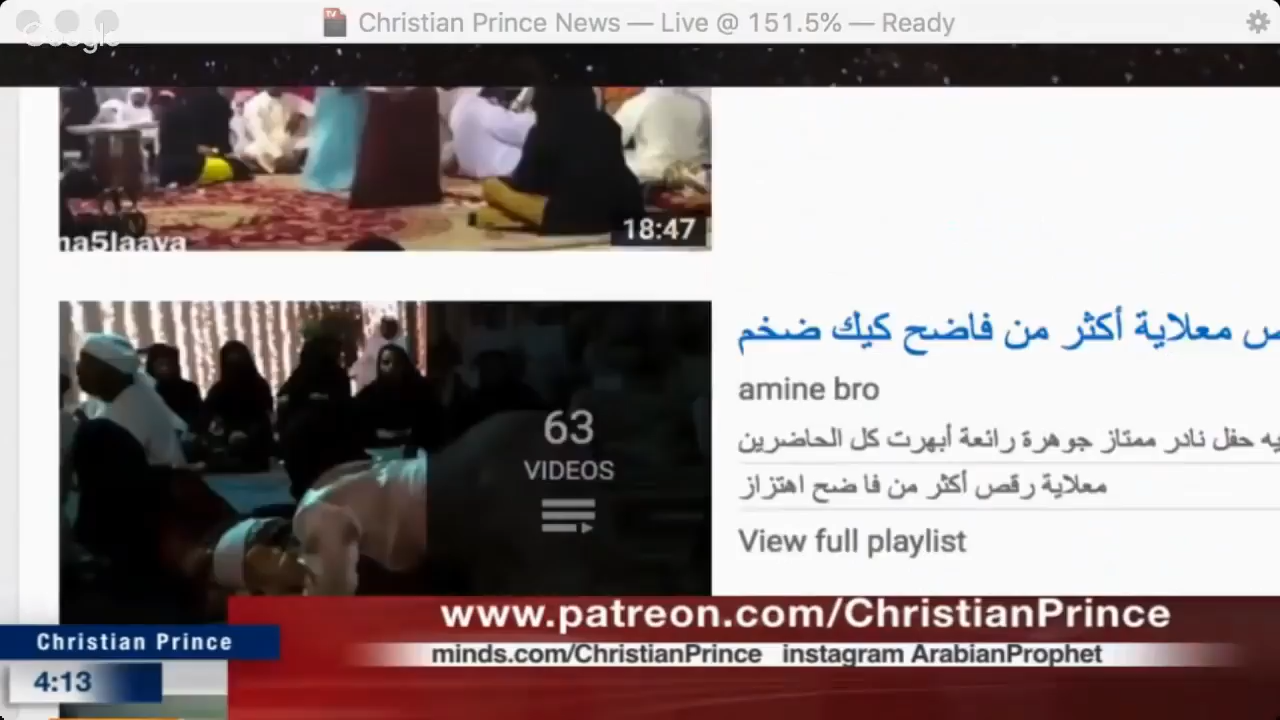 Google
Christian Prince News — Live @ 151.5% — Ready
18:47
na5laaya
معلاية أكثر من فاضح كيك ضخم
amine bro
63
VIDEOS
حفل نادر ممتاز جوهرة رائعة أبهرت كل الحاضرين
معلاية رقص أكثر من فا ضح اهتزاز
View full playlist
www.patreon.com/ChristianPrince
Christian Prince
minds.com/ChristianPrince instagram ArabianProphet
4:13